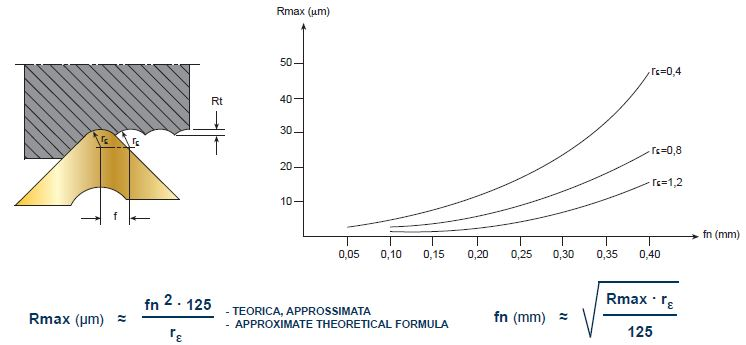 Rmax (µm)
50
40
30
20
10
0,05 0,10 0,15 0,20 0,25 0,30 0,35 0,40
fn (mm)
rε=0,4
rε=0,8
rε=1,2
Rt
rε rε
f
Rmax (µm) ≈ fn 2 · 125
rε
- TEORICA, APPROSSIMATA
- APPROXIMATE THEORETICAL FORMULA
fn (mm) ≈ √ Rmax · rε
125